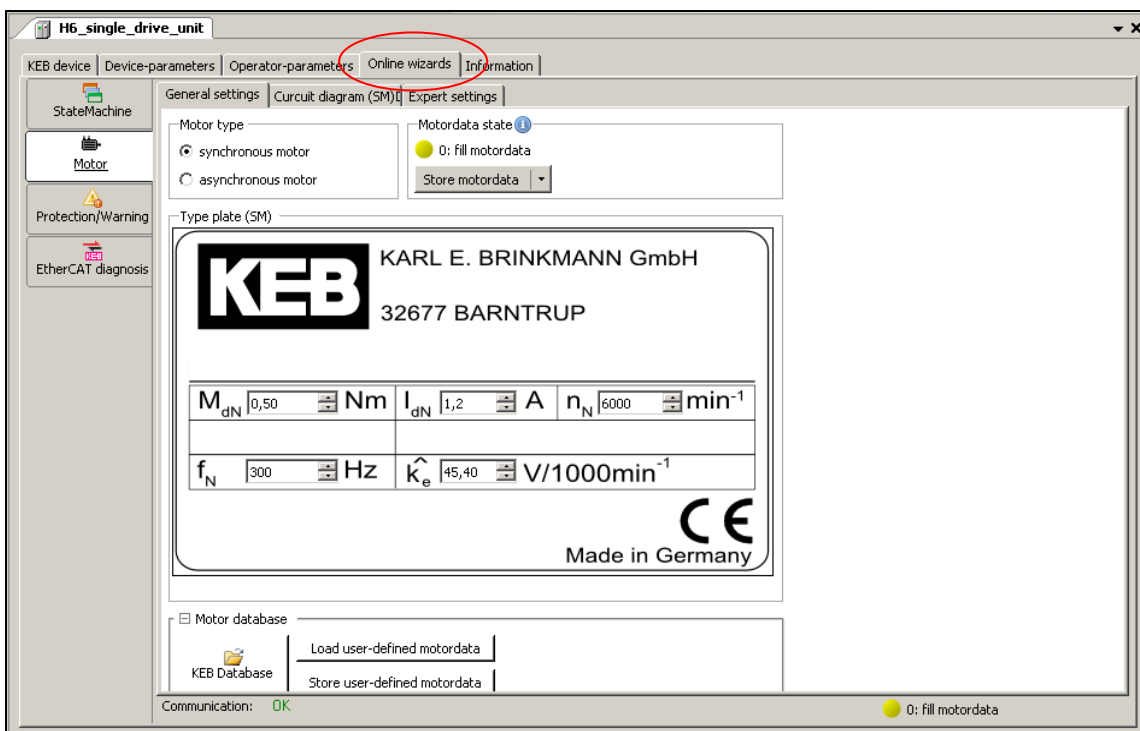 H6_single_drive_unit
KEB device Device-parameters Operator-parameters Online wizards Information
StateMachine
Motor
Protection/Warning
KEB
EtherCAT diagnosis
General settings Curcuit diagram (SM) Expert settings
Motor type
synchronous motor
asynchronous motor
Motordata state
0: fill motordata
Store motordata
Type plate (SM)
KEB KARL E. BRINKMANN GmbH
32677 BARNTRUP
MdN 0,50 Nm IdN 1,2 A nN 6000 min-1
fN 300 Hz k̂e 45,40 V/1000min-1
CE
Made in Germany
Motor database
KEB Database
Load user-defined motordata
Store user-defined motordata
Communication: OK
0: fill motordata